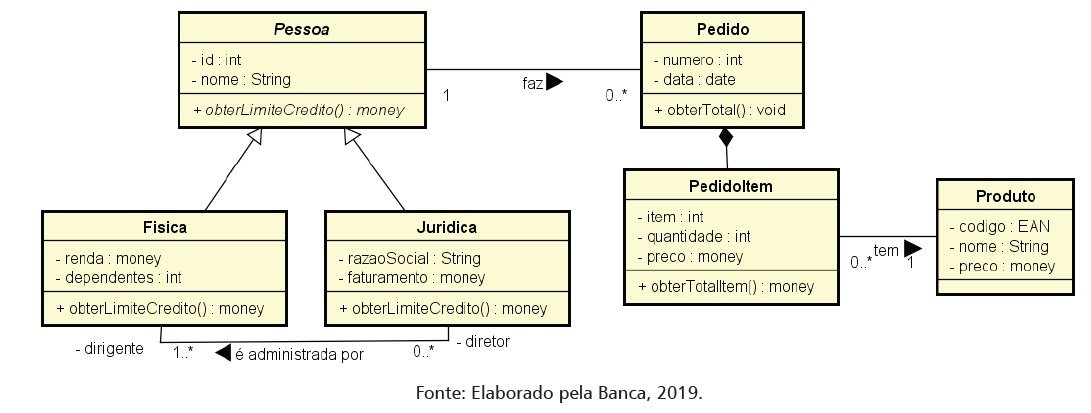 Pessoa
- id : int
- nome : String
+ obterLimiteCredito() : money
faz
1
0..*
Pedido
- numero : int
- data : date
+ obterTotal() : void
PedidoItem
- item : int
- quantidade : int
- preco : money
+ obterTotalItem() : money
0..*
tem
1
Produto
- codigo : EAN
- nome : String
- preco : money
Fisica
- renda : money
- dependentes : int
+ obterLimiteCredito() : money
Juridica
- razaoSocial : String
- faturamento : money
+ obterLimiteCredito() : money
- dirigente
1..*
é administrada por
0..*
- diretor
Fonte: Elaborado pela Banca, 2019.